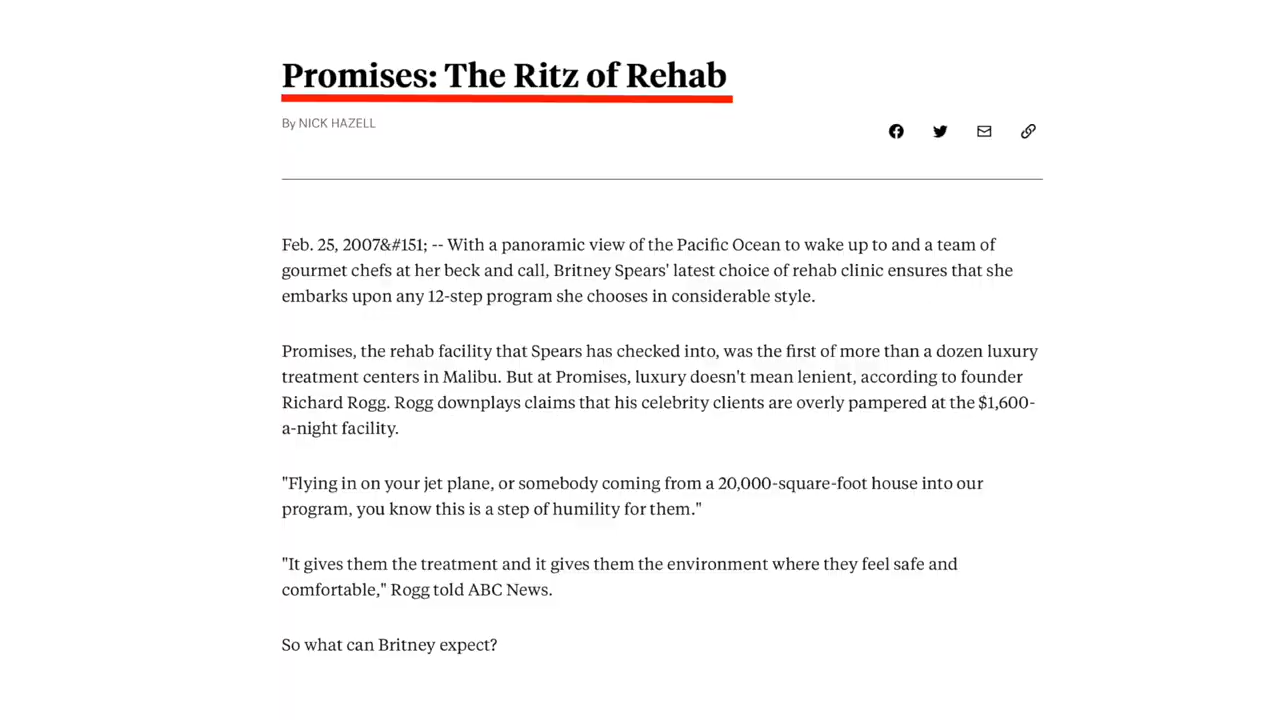 Promises: The Ritz of Rehab
By NICK HAZELL
Feb. 25, 2007&#151; -- With a panoramic view of the Pacific Ocean to wake up to and a team of
gourmet chefs at her beck and call, Britney Spears' latest choice of rehab clinic ensures that she
embarks upon any 12-step program she chooses in considerable style.
Promises, the rehab facility that Spears has checked into, was the first of more than a dozen luxury
treatment centers in Malibu. But at Promises, luxury doesn't mean lenient, according to founder
Richard Rogg. Rogg downplays claims that his celebrity clients are overly pampered at the $1,600-
a-night facility.
"Flying in on your jet plane, or somebody coming from a 20,000-square-foot house into our
program, you know this is a step of humility for them."
"It gives them the treatment and it gives them the environment where they feel safe and
comfortable," Rogg told ABC News.
So what can Britney expect?